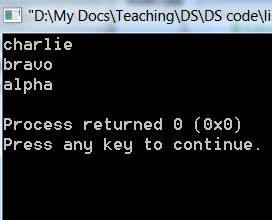 "D:\My Docs\Teaching\DS\DS code\li
charlie
bravo
alpha
Process returned 0 (0x0)
Press any key to continue.